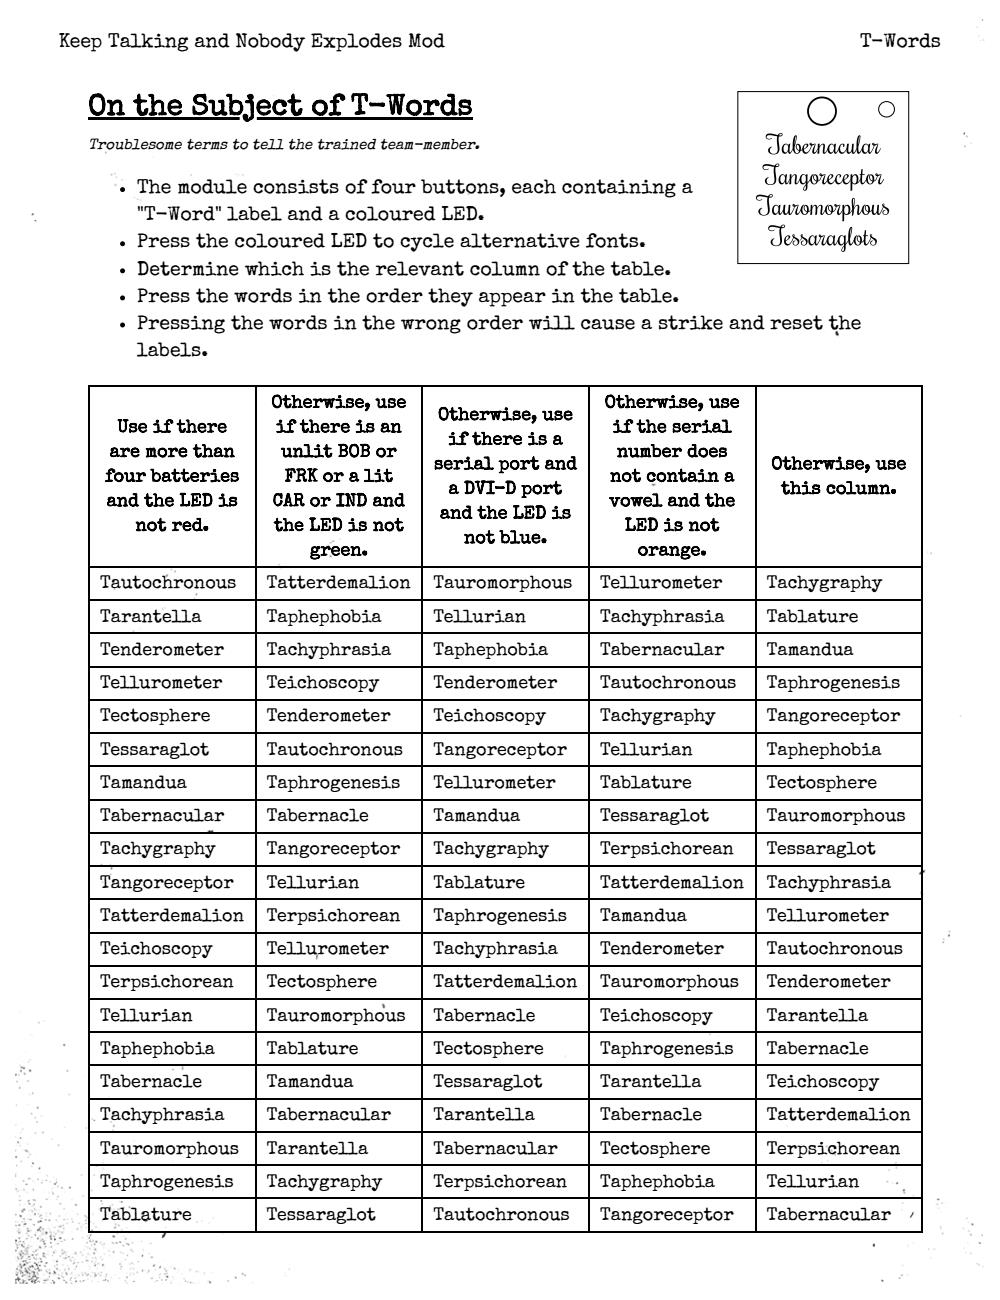 Keep Talking and Nobody Explodes Mod T-Words
On the Subject of T-Words
Troublesome terms to tell the trained team-member.
• The module consists of four buttons, each containing a
"T-Word" label and a coloured LED.
• Press the coloured LED to cycle alternative fonts.
• Determine which is the relevant column of the table.
• Press the words in the order they appear in the table.
• Pressing the words in the wrong order will cause a strike and reset the
labels.
Tabernacular
Tangoreceptor
Tauromorphous
Tessaraglots
Use if there
are more than
four batteries
and the LED is
not red.
Otherwise, use
if there is an
unlit BOB or
FRK or a lit
CAR or IND and
the LED is not
green.
Otherwise, use
if there is a
serial port and
a DVI-D port
and the LED is
not blue.
Otherwise, use
if the serial
number does
not contain a
vowel and the
LED is not
orange.
Otherwise, use
this column.
Tautochronous Tatterdemalion Tauromorphous Tellurometer Tachygraphy
Tarantella Taphephobia Tellurian Tachyphrasia Tablature
Tenderometer Tachyphrasia Taphephobia Tabernacular Tamandua
Tellurometer Teichoscopy Tenderometer Tautochronous Taphrogenesis
Tectosphere Tenderometer Teichoscopy Tachygraphy Tangoreceptor
Tessaraglot Tautochronous Tangoreceptor Tellurian Taphephobia
Tamandua Taphrogenesis Tellurometer Tablature Tectosphere
Tabernacular Tabernacle Tamandua Tessaraglot Tauromorphous
Tachygraphy Tangoreceptor Tachygraphy Terpsichorean Tessaraglot
Tangoreceptor Tellurian Tablature Tatterdemalion Tachyphrasia
Tatterdemalion Terpsichorean Taphrogenesis Tamandua Tellurometer
Teichoscopy Tellurometer Tachyphrasia Tenderometer Tautochronous
Terpsichorean Tectosphere Tatterdemalion Tauromorphous Tenderometer
Tellurian Tauromorphous Tabernacle Teichoscopy Tarantella
Taphephobia Tablature Tectosphere Taphrogenesis Tabernacle
Tabernacle Tamandua Tessaraglot Tarantella Teichoscopy
Tachyphrasia Tabernacular Tarantella Tabernacle Tatterdemalion
Tauromorphous Tarantella Tabernacular Tectosphere Terpsichorean
Taphrogenesis Tachygraphy Terpsichorean Taphephobia Tellurian
Tablature Tessaraglot Tautochronous Tangoreceptor Tabernacular